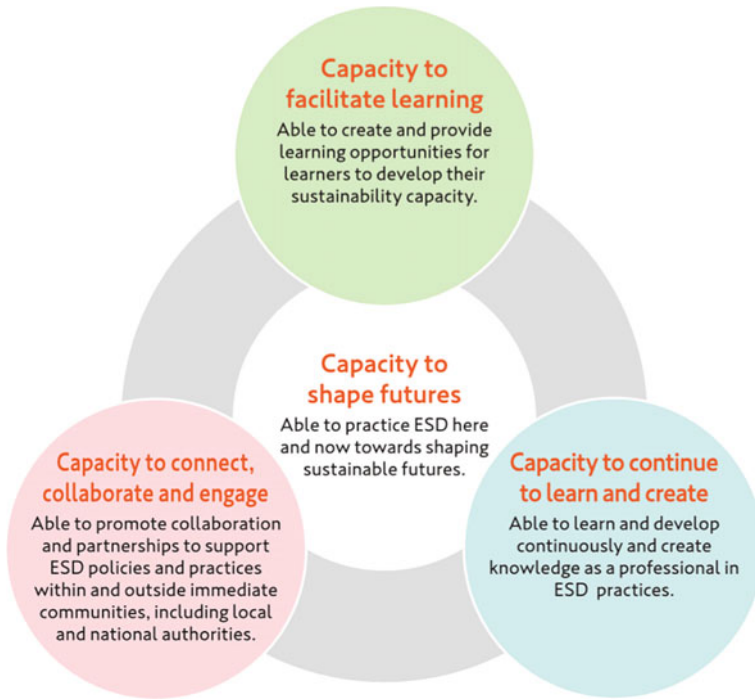 Capacity to
facilitate learning
Able to create and provide
learning opportunities for
learners to develop their
sustainability capacity.
Capacity to
shape futures
Able to practice ESD here
and now towards shaping
sustainable futures.
Capacity to connect,
collaborate and engage
Able to promote collaboration
and partnerships to support
ESD policies and practices
within and outside immediate
communities, including local
and national authorities.
Capacity to continue
to learn and create
Able to learn and develop
continuously and create
knowledge as a professional in
ESD practices.